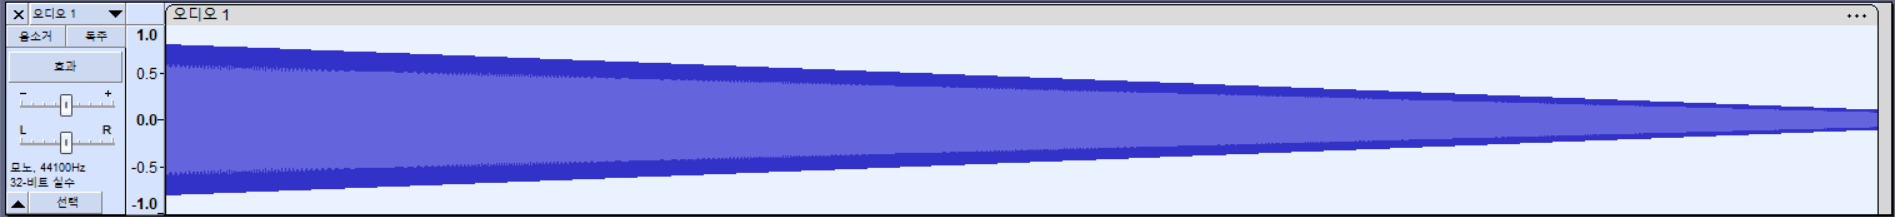 오디오 1
오디오 1
음소거 독주
효과
- +
L R
모노, 44100Hz
32-비트 실수
선택
1.0
0.5
0.0
-0.5
-1.0